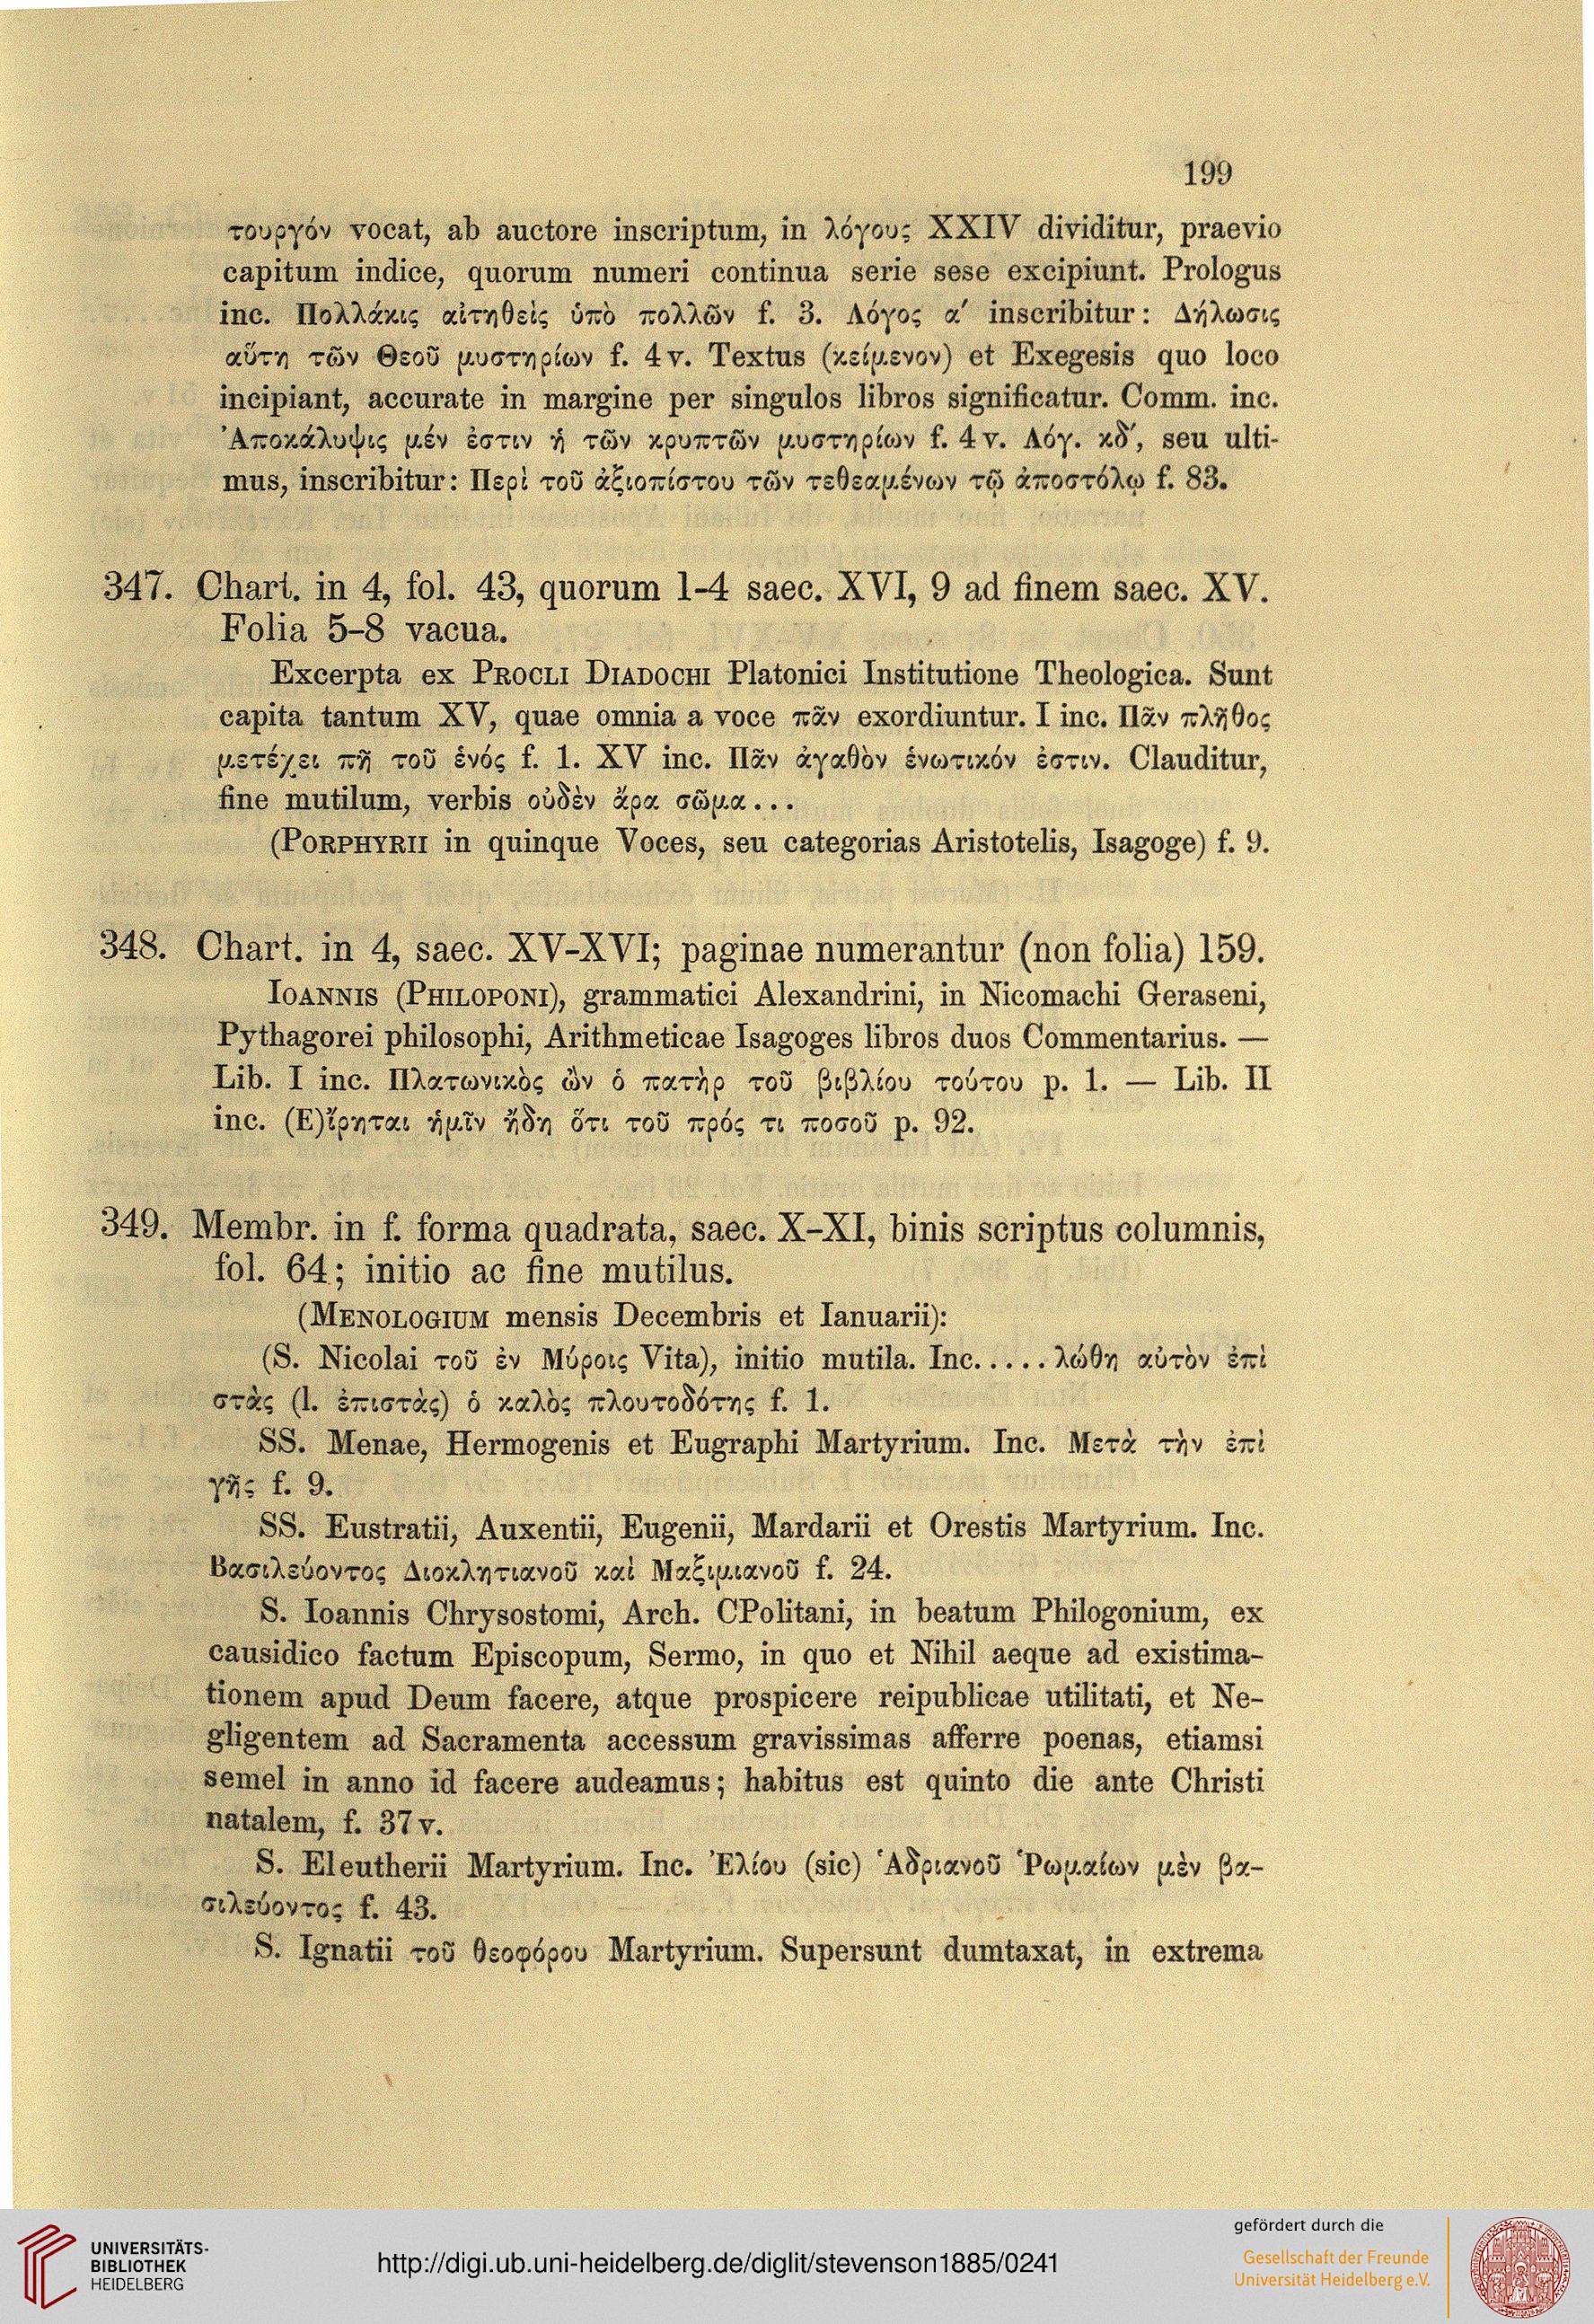 199
τουργόν vocat, ab auctore inscriptum, in λόγους XXIV dividitur, praevio
capitum indice, quorum numeri continua serie sese excipiunt. Prologus
inc. Πολλάκις αἰτηθεὶς ὑπὸ πολλῶν f. 3. Λόγος α′ inscribitur: Δήλωσις
αὕτη τῶν Θεοῦ μυστηρίων f. 4 v. Textus (κείμενον) et Exegesis quo loco
incipiant, accurate in margine per singulos libros significatur. Comm. inc.
Ἀποκάλυψις μέν ἐστιν ἡ τῶν κρυπτῶν μυστηρίων f. 4 v. Λόγ. κδ′, seu ulti-
mus, inscribitur: Περὶ τοῦ ἀξιοπίστου τῶν τεθεαμένων τῷ ἀποστόλῳ f. 83.
347. Chart. in 4, fol. 43, quorum 1-4 saec. XVI, 9 ad finem saec. XV.
Folia 5-8 vacua.
Excerpta ex PROCLI DIADOCHI Platonici Institutione Theologica. Sunt
capita tantum XV, quae omnia a voce πᾶν exordiuntur. I inc. Πᾶν πλῆθος
μετέχει πῆ τοῦ ἑνός f. 1. XV inc. Πᾶν ἀγαθὸν ἑνωτικόν ἐστιν. Clauditur,
fine mutilum, verbis οὐδὲν ἄρα σῶμα...
(PORPHYRII in quinque Voces, seu categorias Aristotelis, Isagoge) f. 9.
348. Chart. in 4, saec. XV-XVI; paginae numerantur (non folia) 159.
IOANNIS (PHILOPONI), grammatici Alexandrini, in Nicomachi Geraseni,
Pythagorei philosophi, Arithmeticae Isagoges libros duos Commentarius. —
Lib. I inc. Πλατωνικὸς ὢν ὁ πατὴρ τοῦ βιβλίου τούτου p. 1. — Lib. II
inc. (Ε)ἴρηται ἡμῖν ἤδη ὅτι τοῦ πρός τι ποσοῦ p. 92.
349. Membr. in f. forma quadrata, saec. X-XI, binis scriptus columnis,
fol. 64; initio ac fine mutilus.
(MENOLOGIUM mensis Decembris et Ianuarii):
(S. Nicolai τοῦ ἐν Μύροις Vita), initio mutila. Inc.....λώθη αὐτὸν ἐπὶ
στὰς (l. ἐπιστὰς) ὁ καλὸς πλουτοδότης f. 1.
SS. Menae, Hermogenis et Eugraphi Martyrium. Inc. Μετὰ τὴν ἐπὶ
γῆς f. 9.
SS. Eustratii, Auxentii, Eugenii, Mardarii et Orestis Martyrium. Inc.
Βασιλεύοντος Διοκλητιανοῦ καὶ Μαξιμιανοῦ f. 24.
S. Ioannis Chrysostomi, Arch. CPolitani, in beatum Philogonium, ex
causidico factum Episcopum, Sermo, in quo et Nihil aeque ad existima-
tionem apud Deum facere, atque prospicere reipublicae utilitati, et Ne-
gligentem ad Sacramenta accessum gravissimas afferre poenas, etiamsi
semel in anno id facere audeamus; habitus est quinto die ante Christi
natalem, f. 37 v.
S. Eleutherii Martyrium. Inc. Ἐλίου (sic) Ἁδριανοῦ Ῥωμαίων μὲν βα-
σιλεύοντος f. 43.
S. Ignatii τοῦ θεοφόρου Martyrium. Supersunt dumtaxat, in extrema
UNIVERSITÄTS-
BIBLIOTHEK
HEIDELBERG
http://digi.ub.uni-heidelberg.de/diglit/stevenson1885/0241
gefördert durch die
Gesellschaft der Freunde
Universität Heidelberg e.V.